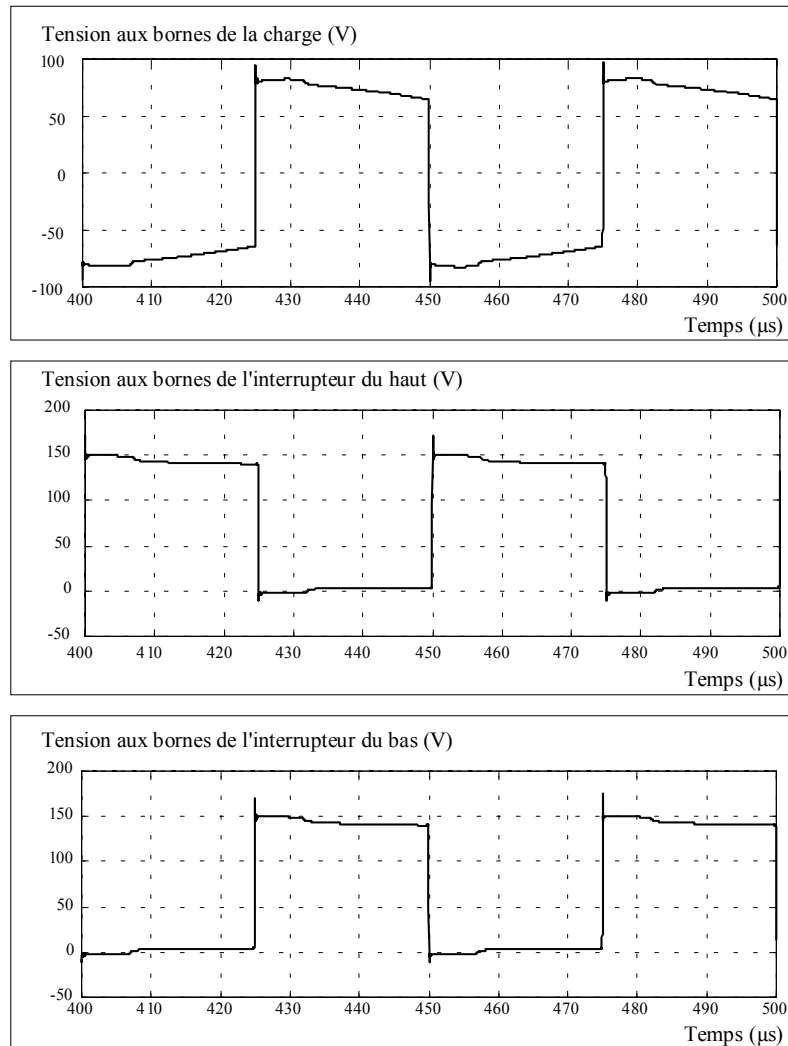 Tension aux bornes de la charge (V)
100
50
0
-50
-100
400 410 420 430 440 450 460 470 480 490 500
Temps (µs)
Tension aux bornes de l'interrupteur du haut (V)
200
150
100
50
0
-50
400 410 420 430 440 450 460 470 480 490 500
Temps (µs)
Tension aux bornes de l'interrupteur du bas (V)
200
150
100
50
0
-50
400 410 420 430 440 450 460 470 480 490 500
Temps (µs)